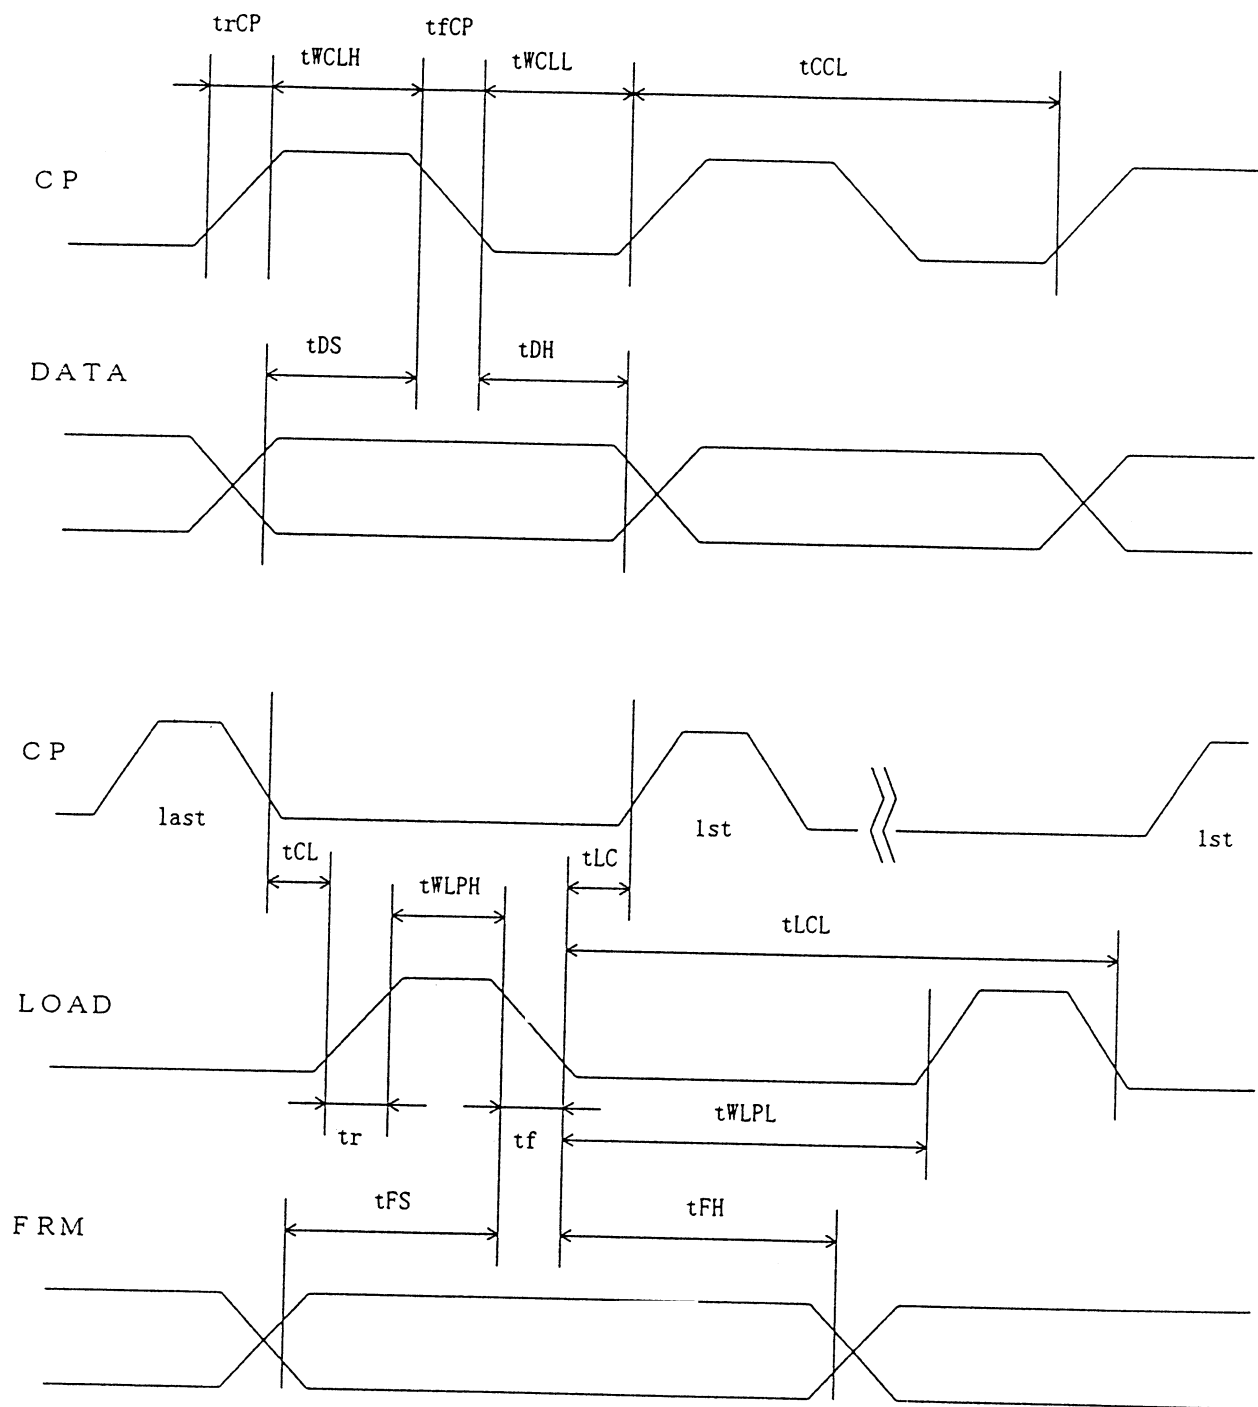 trCP
tfCP
tWCLH
tWCLL
tCCL
CP
tDS
tDH
DATA
CP
last
1st
1st
tCL
tLC
tWLPH
tLCL
LOAD
tWLPL
tr
tf
tFS
tFH
FRM